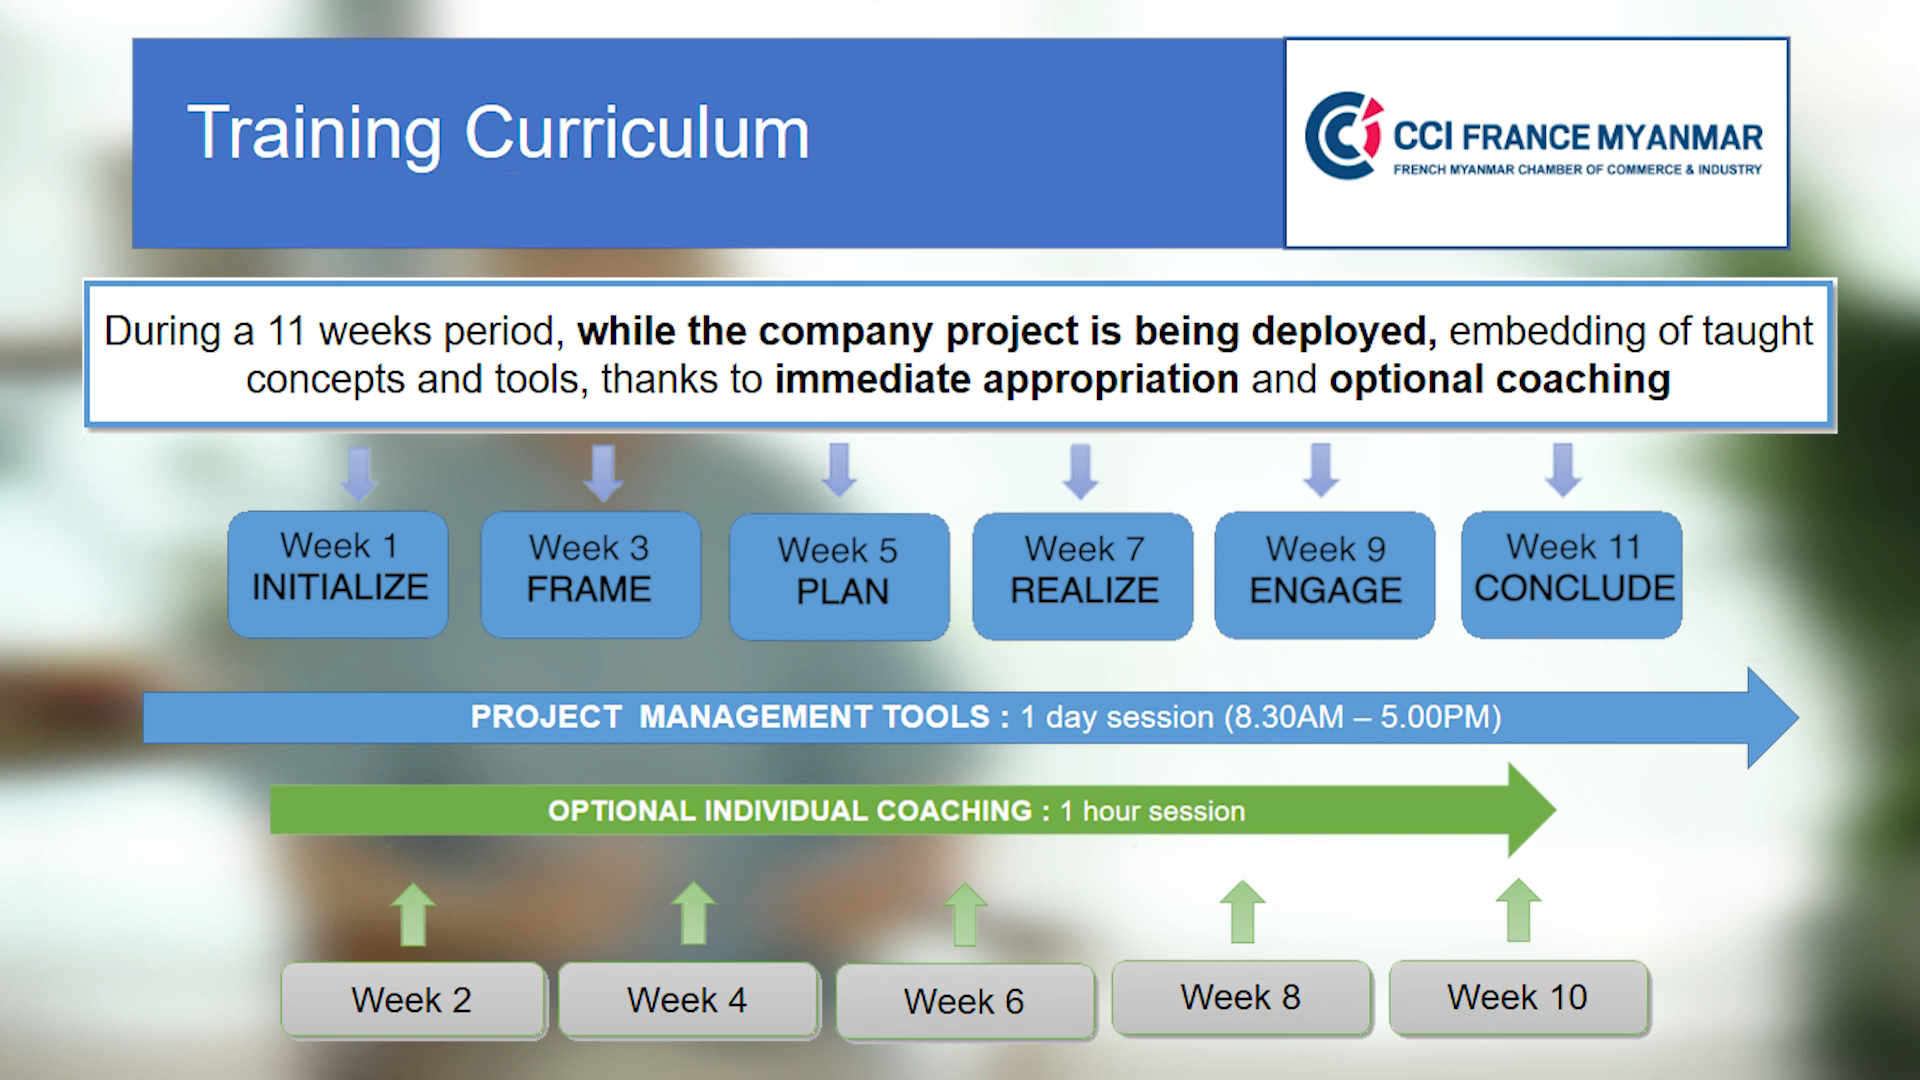 Training Curriculum
CCI FRANCE MYANMAR
FRENCH MYANMAR CHAMBER OF COMMERCE & INDUSTRY
During a 11 weeks period, while the company project is being deployed, embedding of taught
concepts and tools, thanks to immediate appropriation and optional coaching
Week 1
INITIALIZE
Week 3
FRAME
Week 5
PLAN
Week 7
REALIZE
Week 9
ENGAGE
Week 11
CONCLUDE
PROJECT MANAGEMENT TOOLS : 1 day session (8.30AM – 5.00PM)
OPTIONAL INDIVIDUAL COACHING : 1 hour session
Week 2
Week 4
Week 6
Week 8
Week 10